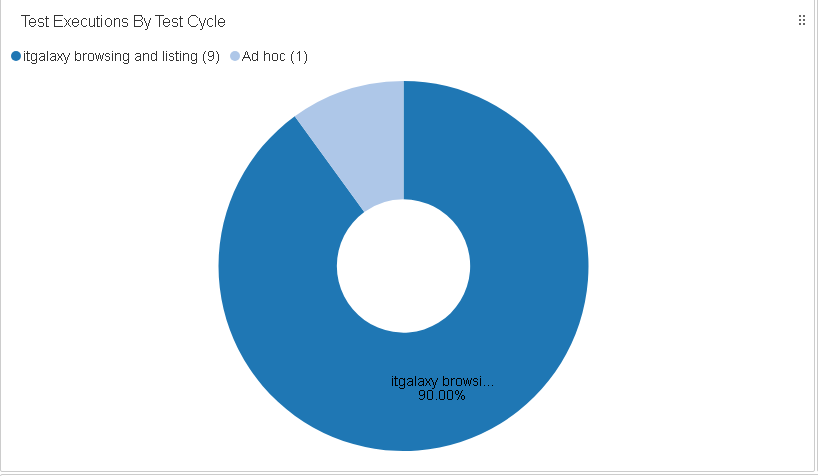 Test Executions By Test Cycle
itgalaxy browsing and listing (9) Ad hoc (1)
itgalaxy browsi...
90.00%